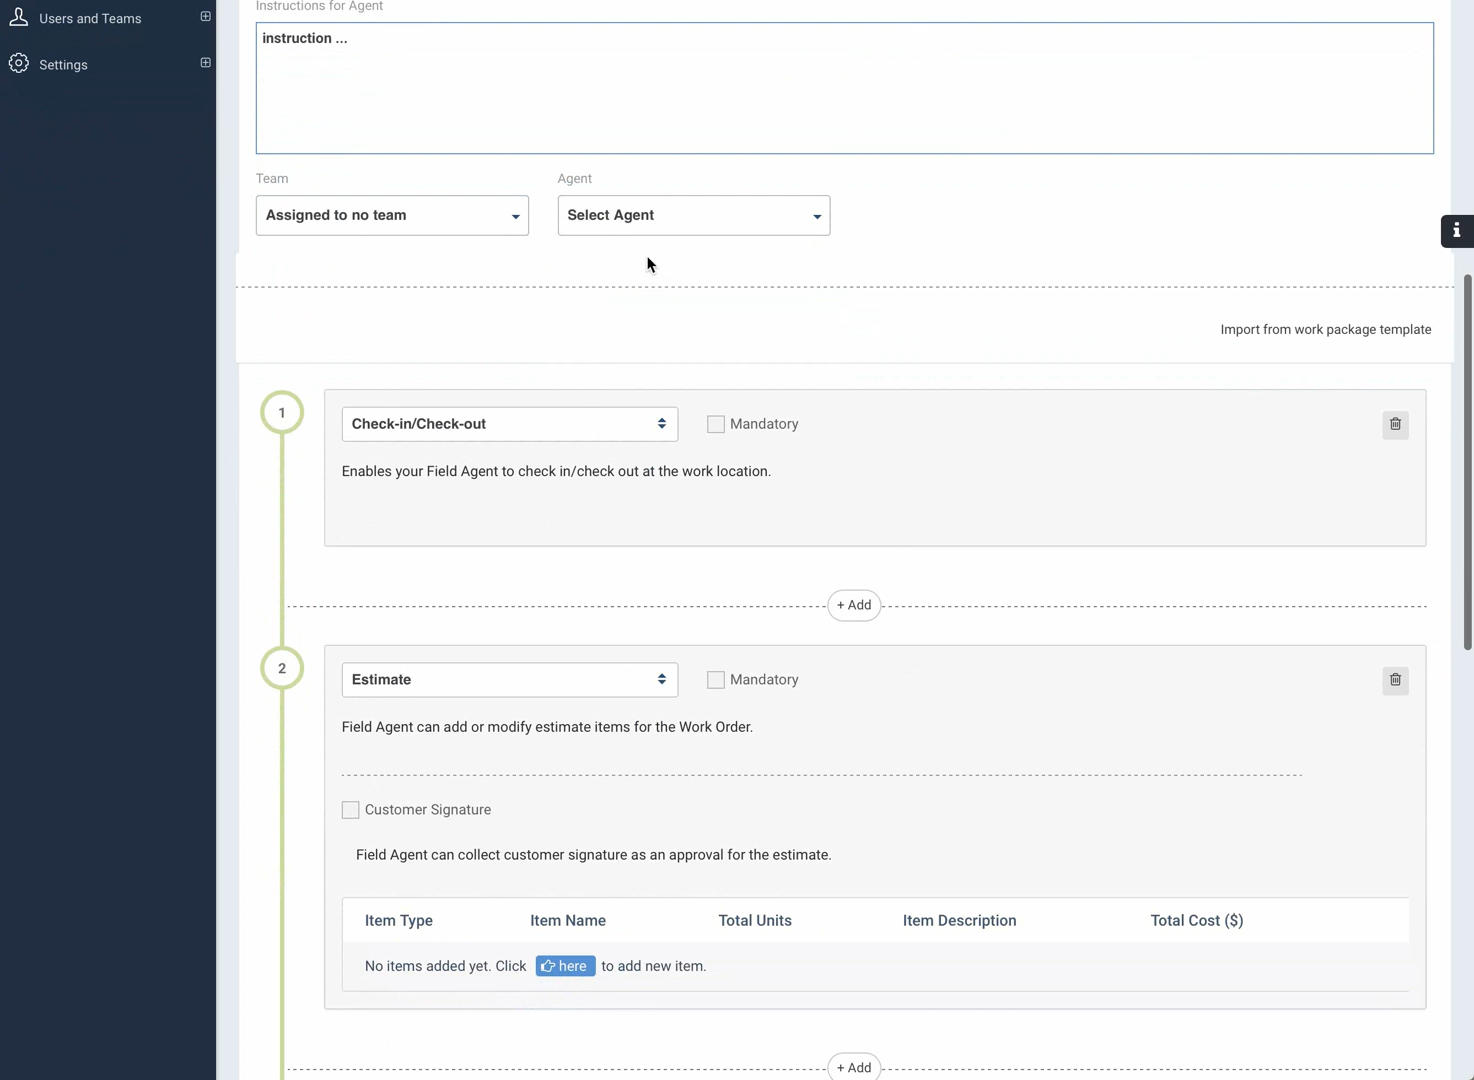 Users and Teams
Settings
Instructions for Agent
instruction ...
Team
Agent
Assigned to no team
Select Agent
i
Import from work package template
1
Check-in/Check-out
Mandatory
Enables your Field Agent to check in/check out at the work location.
+ Add
2
Estimate
Mandatory
Field Agent can add or modify estimate items for the Work Order.
Customer Signature
Field Agent can collect customer signature as an approval for the estimate.
Item Type Item Name Total Units Item Description Total Cost ($)
No items added yet. Click here to add new item.
+ Add